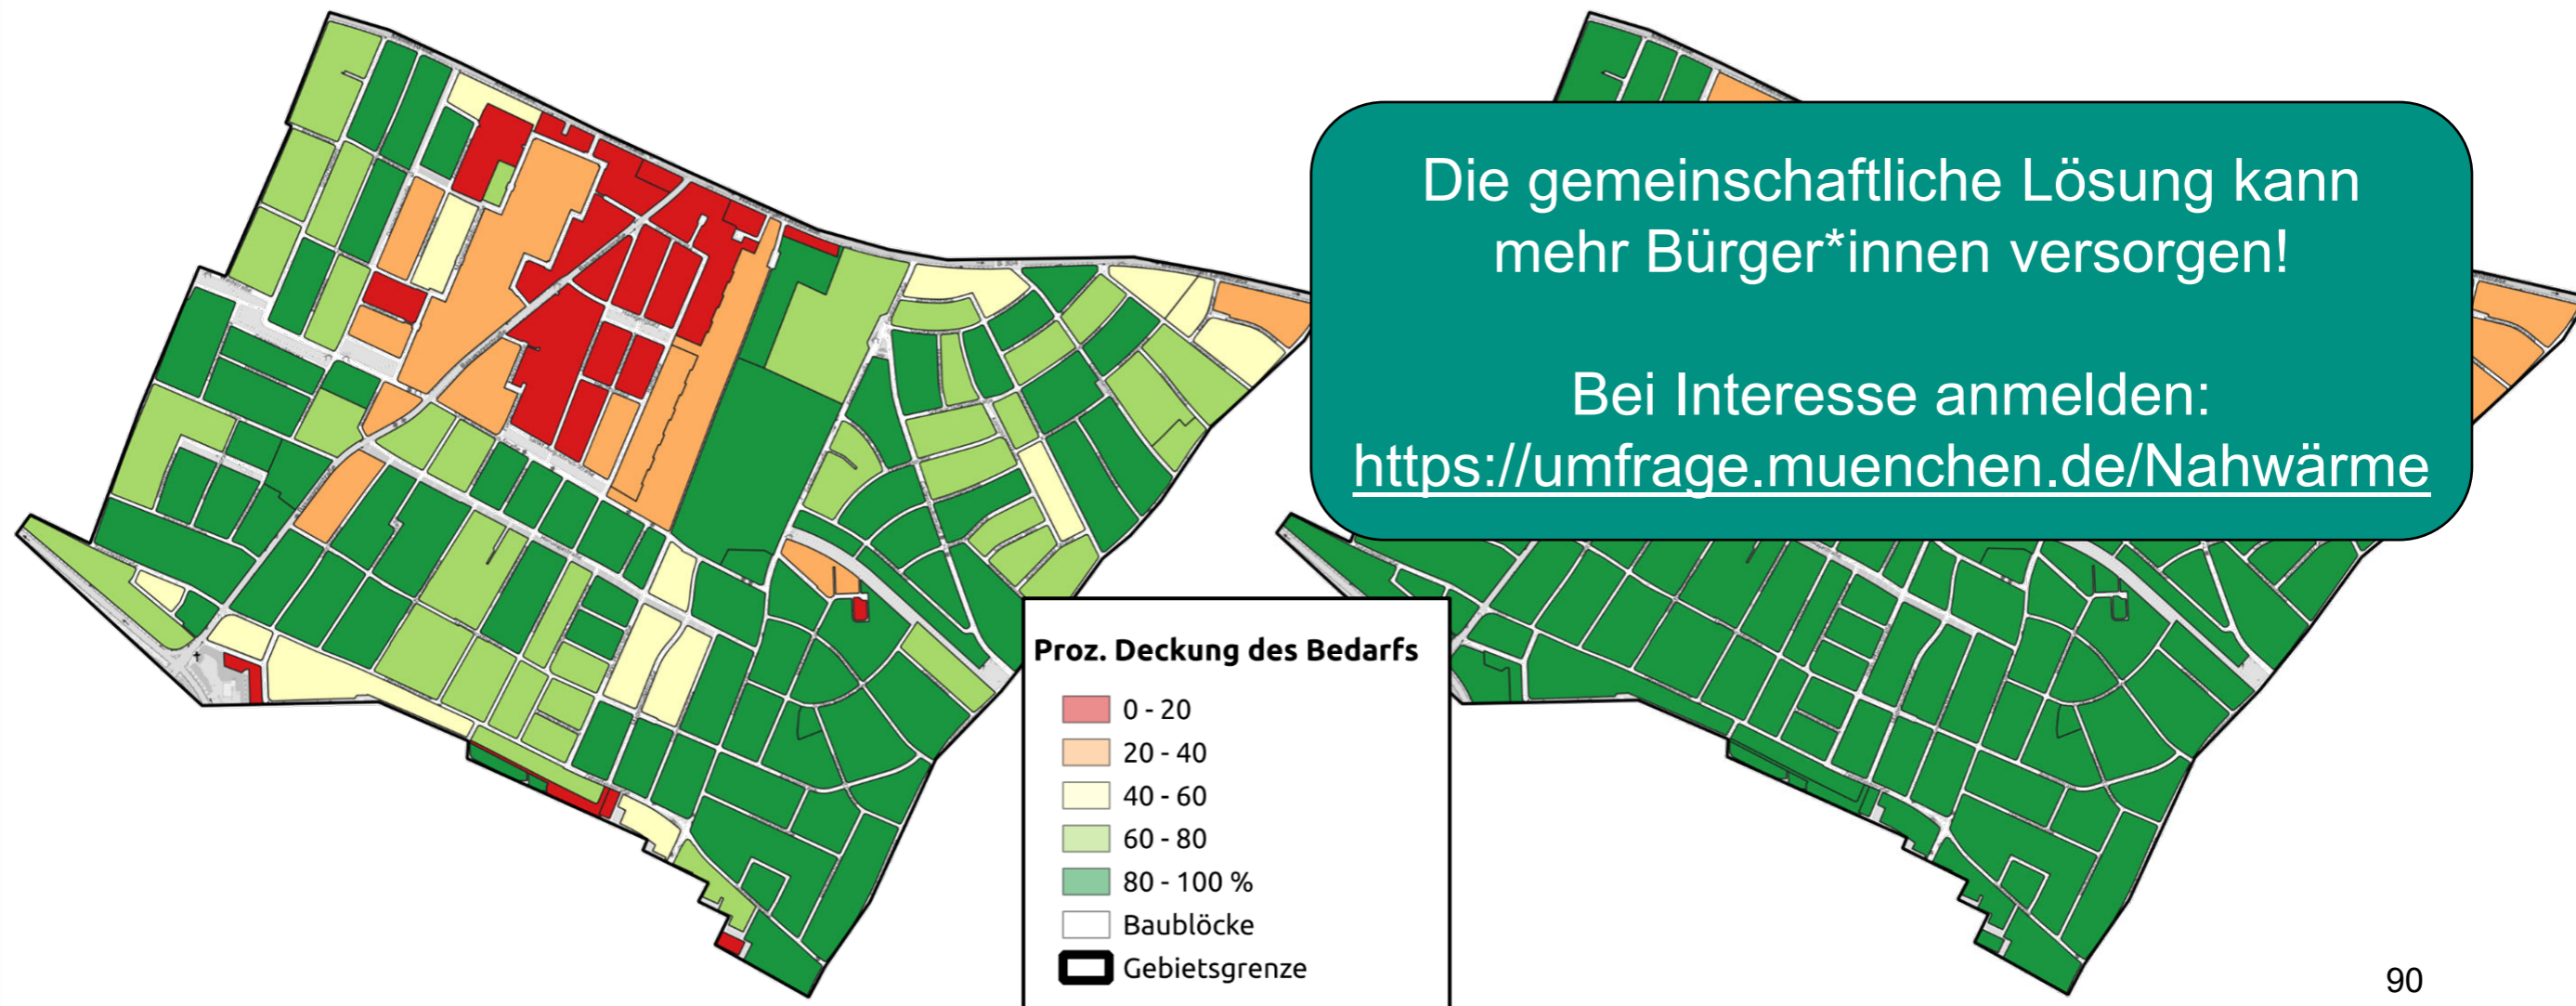 Die gemeinschaftliche Lösung kann
mehr Bürger*innen versorgen!
Bei Interesse anmelden:
https://umfrage.muenchen.de/Nahwärme
Proz. Deckung des Bedarfs
0 - 20
20 - 40
40 - 60
60 - 80
80 - 100 %
Baublöcke
Gebietsgrenze
90